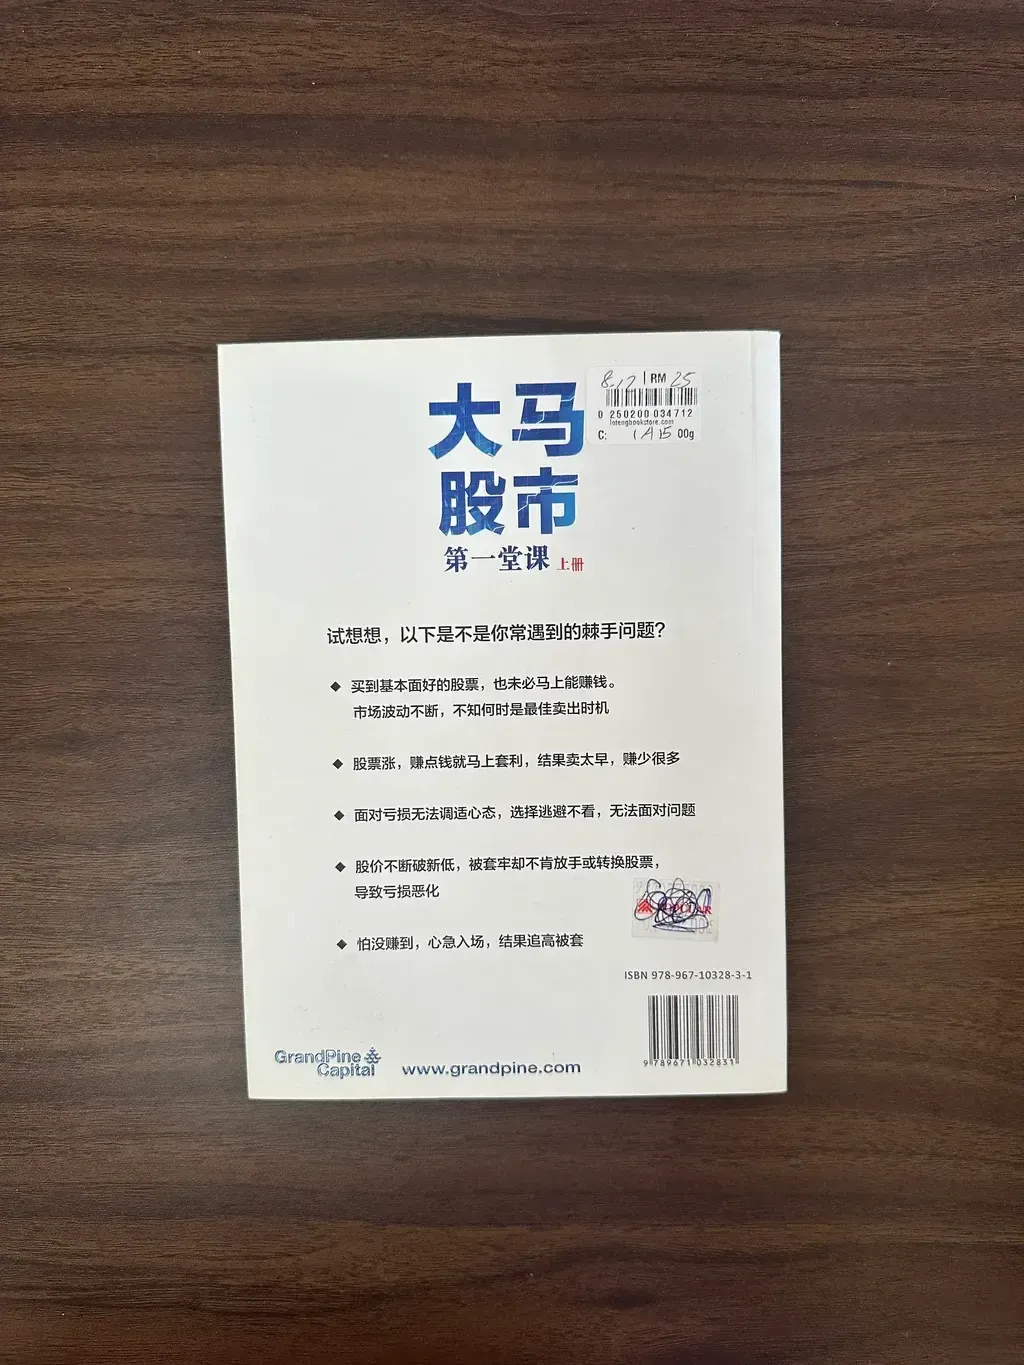 大马
股市
第一堂课 上册
RM 25
0 250200 034712
lotengbookstore.com
C: 1A15 00g
试想想，以下是不是你常遇到的棘手问题？
◆ 买到基本面好的股票，也未必马上能赚钱。
市场波动不断，不知何时是最佳卖出时机
◆ 股票涨，赚点钱就马上套利，结果卖太早，赚少很多
◆ 面对亏损无法调适心态，选择逃避不看，无法面对问题
◆ 股价不断破新低，被套牢却不肯放手或转换股票，
导致亏损恶化
◆ 怕没赚到，心急入场，结果追高被套
ISBN 978-967-10328-3-1
9 789671 032831
GrandPine
Capital
www.grandpine.com